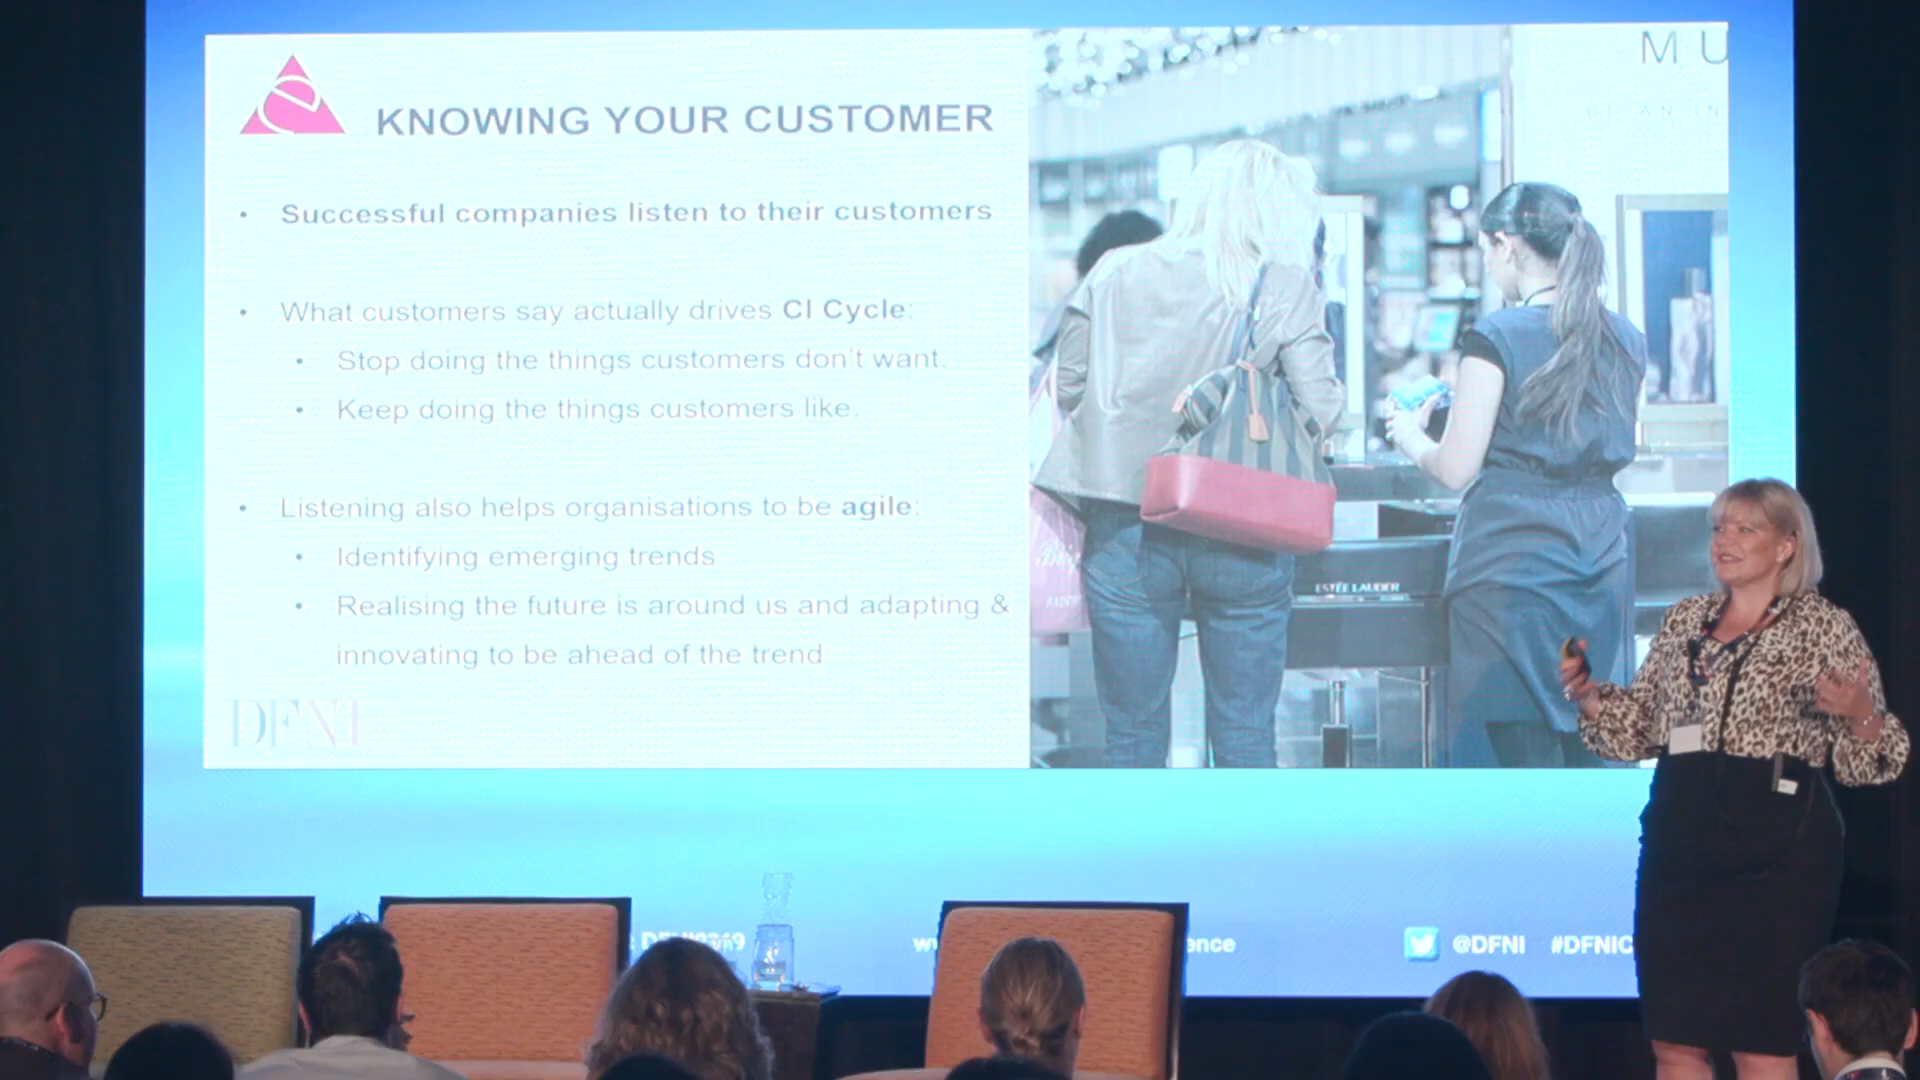 KNOWING YOUR CUSTOMER
• Successful companies listen to their customers
• What customers say actually drives CI Cycle:
• Stop doing the things customers don't want.
• Keep doing the things customers like.
• Listening also helps organisations to be agile:
• Identifying emerging trends
• Realising the future is around us and adapting &
innovating to be ahead of the trend
DFNI
MU
ESTĒE LAUDER
@DFNI #DFNIC